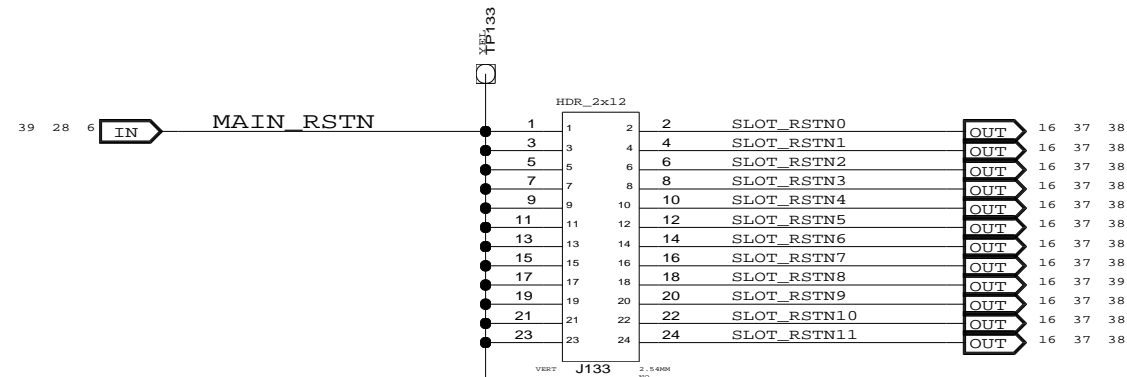 TP133
YEL
HDR_2x12
39 28 6 IN MAIN_RSTN 1 1 2 2 SLOT_RSTN0 OUT 16 37 38
3 3 4 4 SLOT_RSTN1 OUT 16 37 38
5 5 6 6 SLOT_RSTN2 OUT 16 37 38
7 7 8 8 SLOT_RSTN3 OUT 16 37 38
9 9 10 10 SLOT_RSTN4 OUT 16 37 38
11 11 12 12 SLOT_RSTN5 OUT 16 37 38
13 13 14 14 SLOT_RSTN6 OUT 16 37 38
15 15 16 16 SLOT_RSTN7 OUT 16 37 38
17 17 18 18 SLOT_RSTN8 OUT 16 37 39
19 19 20 20 SLOT_RSTN9 OUT 16 37 38
21 21 22 22 SLOT_RSTN10 OUT 16 37 38
23 23 24 24 SLOT_RSTN11 OUT 16 37 38
VERT J133 2.54MM